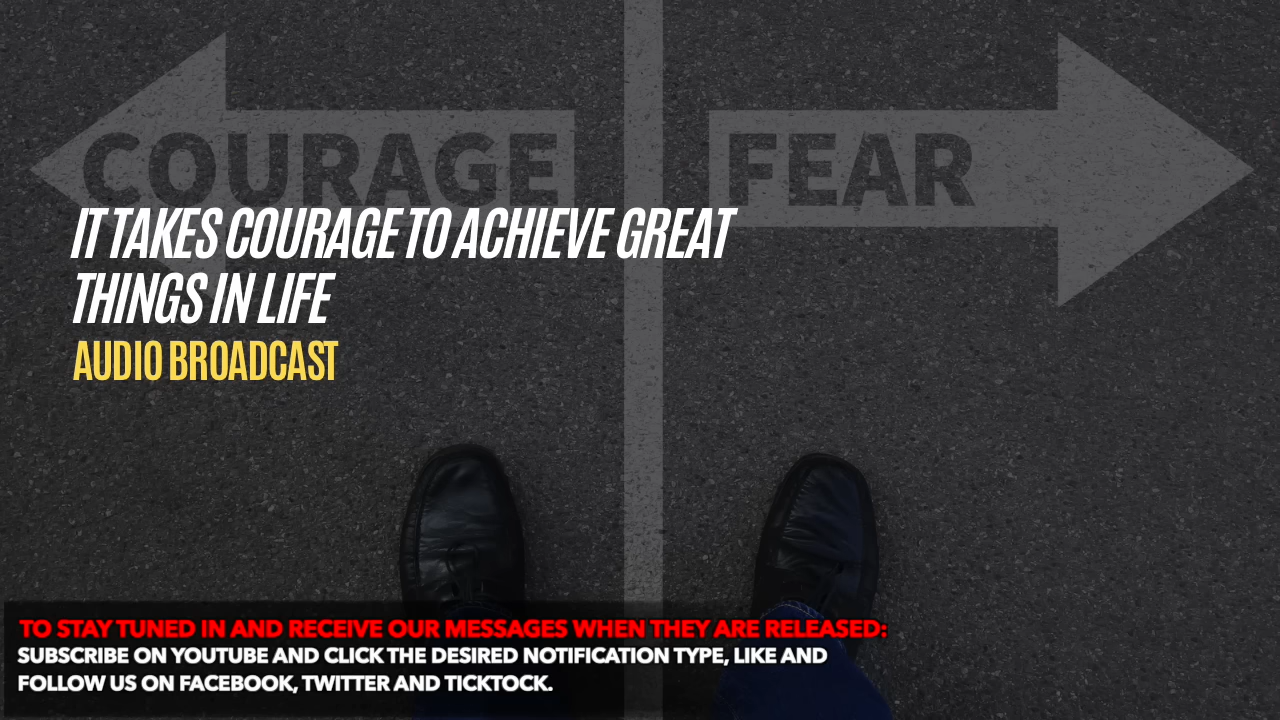 COURAGE
FEAR
IT TAKES COURAGE TO ACHIEVE GREAT
THINGS IN LIFE
AUDIO BROADCAST
TO STAY TUNED IN AND RECEIVE OUR MESSAGES WHEN THEY ARE RELEASED:
SUBSCRIBE ON YOUTUBE AND CLICK THE DESIRED NOTIFICATION TYPE, LIKE AND
FOLLOW US ON FACEBOOK, TWITTER AND TICKTOCK.